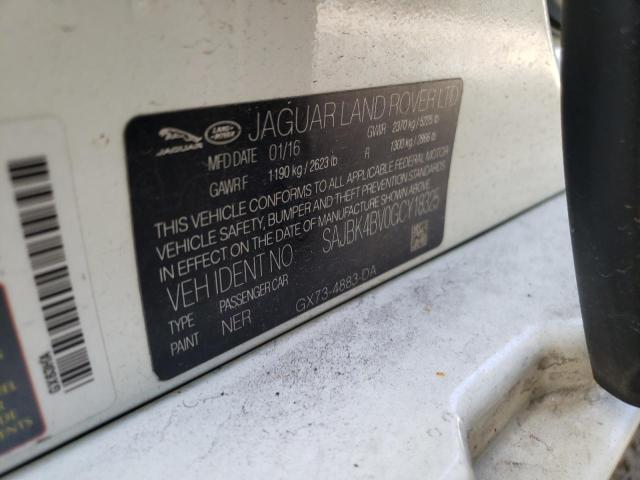 JAGUAR LAND ROVER JAGUAR LAND ROVER LTD
MFD DATE 01/16 GVWR 2370 kg / 5225 lb
GAWR F 1190 kg / 2623 lb R 1300 kg / 2866 lb
THIS VEHICLE CONFORMS TO ALL APPLICABLE FEDERAL MOTOR
VEHICLE SAFETY, BUMPER AND THEFT PREVENTION STANDARDS
IN EFFECT ON THE DATE OF MANUFACTURE SHOWN ABOVE.
VEH IDENT NO: SAJBK4BV0GCY18325
TYPE PASSENGER CAR
PAINT NER GX73-4883-DA